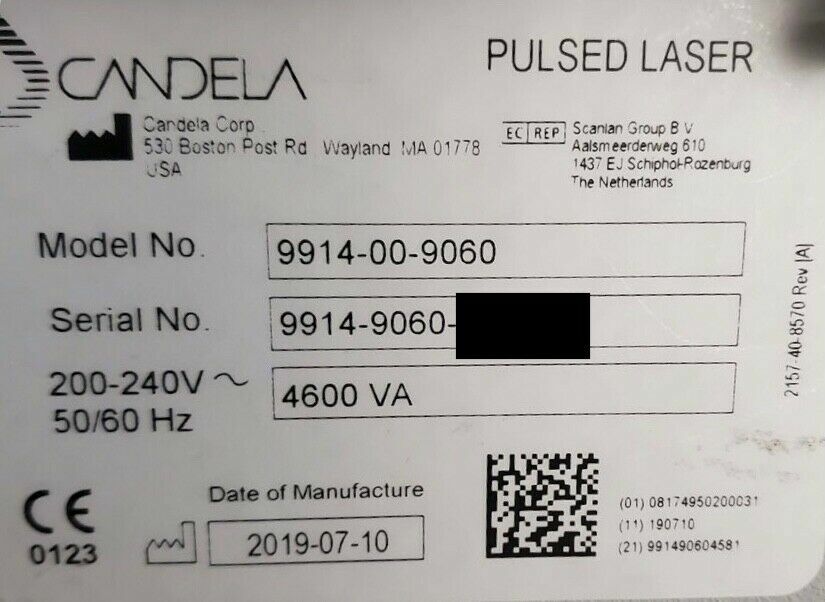 CANDELA
PULSED LASER
Candela Corp
530 Boston Post Rd Wayland MA 01778
USA
EC REP
Scanlan Group B V
Aalsmeerderweg 610
1437 EJ Schiphol-Rozenburg
The Netherlands
Model No. 9914-00-9060
Serial No. 9914-9060-
200-240V ~
50/60 Hz
4600 VA
2157-40-8570 Rev |A|
CE
0123
Date of Manufacture
2019-07-10
(01) 08174950200031
(11) 190710
(21) 991490604581